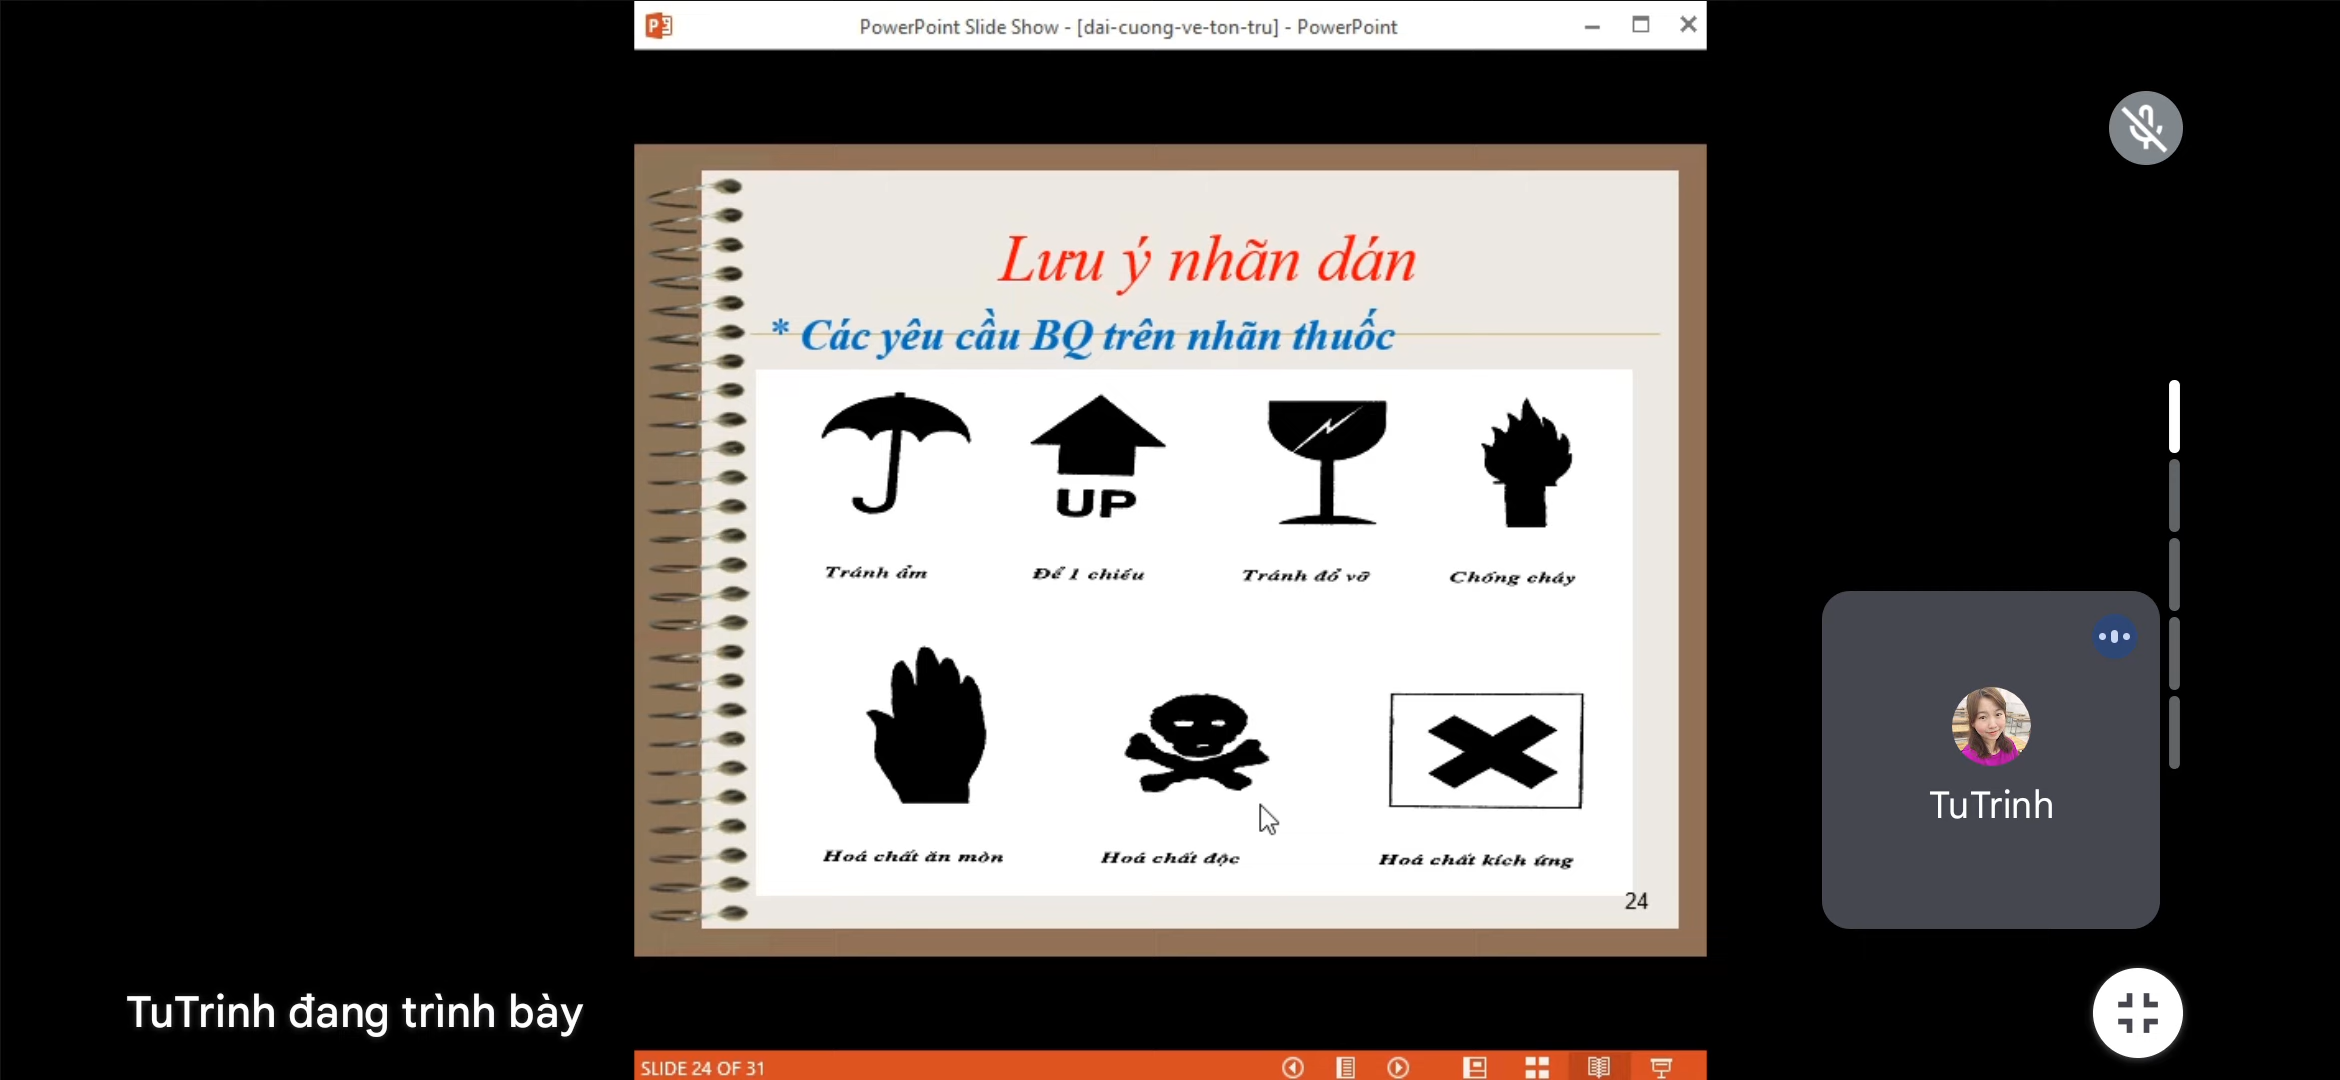 PowerPoint Slide Show - [dai-cuong-ve-ton-tru] - PowerPoint
Lưu ý nhãn dán
* Các yêu cầu BQ trên nhãn thuốc
UP
Tránh ẩm
Để 1 chiều
Tránh đổ vỡ
Chống cháy
Hoá chất ăn mòn
Hoá chất độc
Hoá chất kích ứng
24
TuTrinh
TuTrinh đang trình bày
SLIDE 24 OF 31